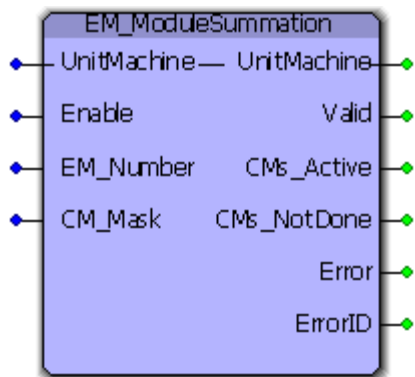 EM_ModuleSummation
UnitMachine UnitMachine
Enable Valid
EM_Number CMs_Active
CM_Mask CMs_NotDone
Error
ErrorID